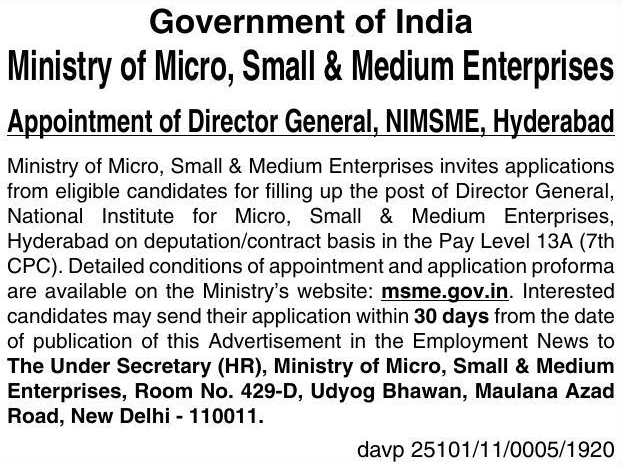 Government of India
Ministry of Micro, Small & Medium Enterprises
Appointment of Director General, NIMSME, Hyderabad
Ministry of Micro, Small & Medium Enterprises invites applications
from eligible candidates for filling up the post of Director General,
National Institute for Micro, Small & Medium Enterprises,
Hyderabad on deputation/contract basis in the Pay Level 13A (7th
CPC). Detailed conditions of appointment and application proforma
are available on the Ministry's website: msme.gov.in. Interested
candidates may send their application within 30 days from the date
of publication of this Advertisement in the Employment News to
The Under Secretary (HR), Ministry of Micro, Small & Medium
Enterprises, Room No. 429-D, Udyog Bhawan, Maulana Azad
Road, New Delhi - 110011.
davp 25101/11/0005/1920